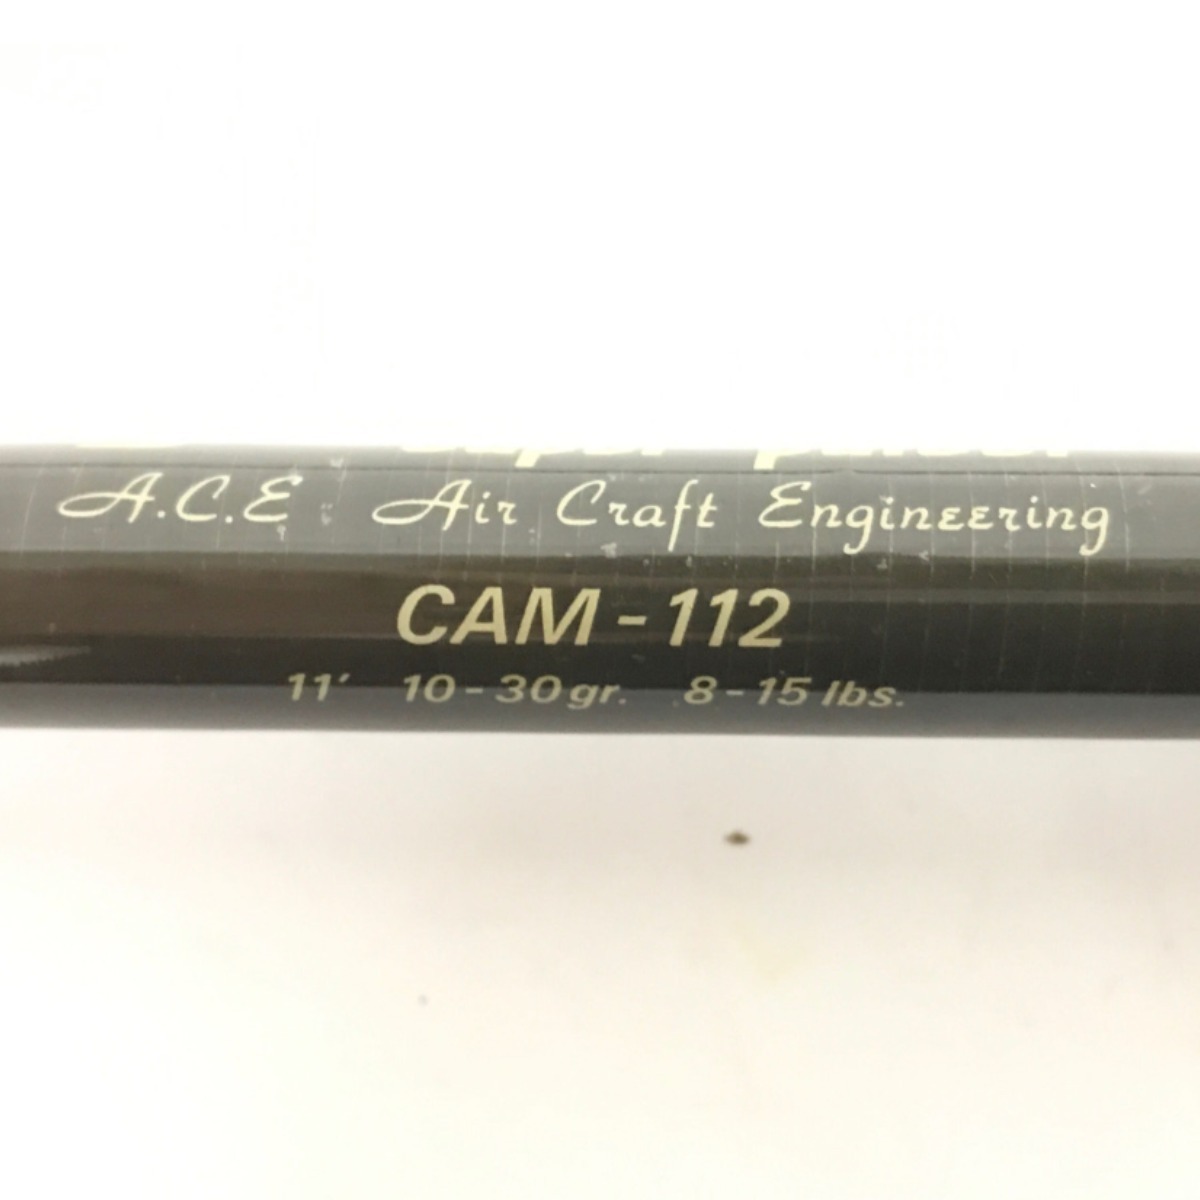 A.C.E Air Craft Engineering
CAM-112
11' 10-30gr. 8-15 lbs.